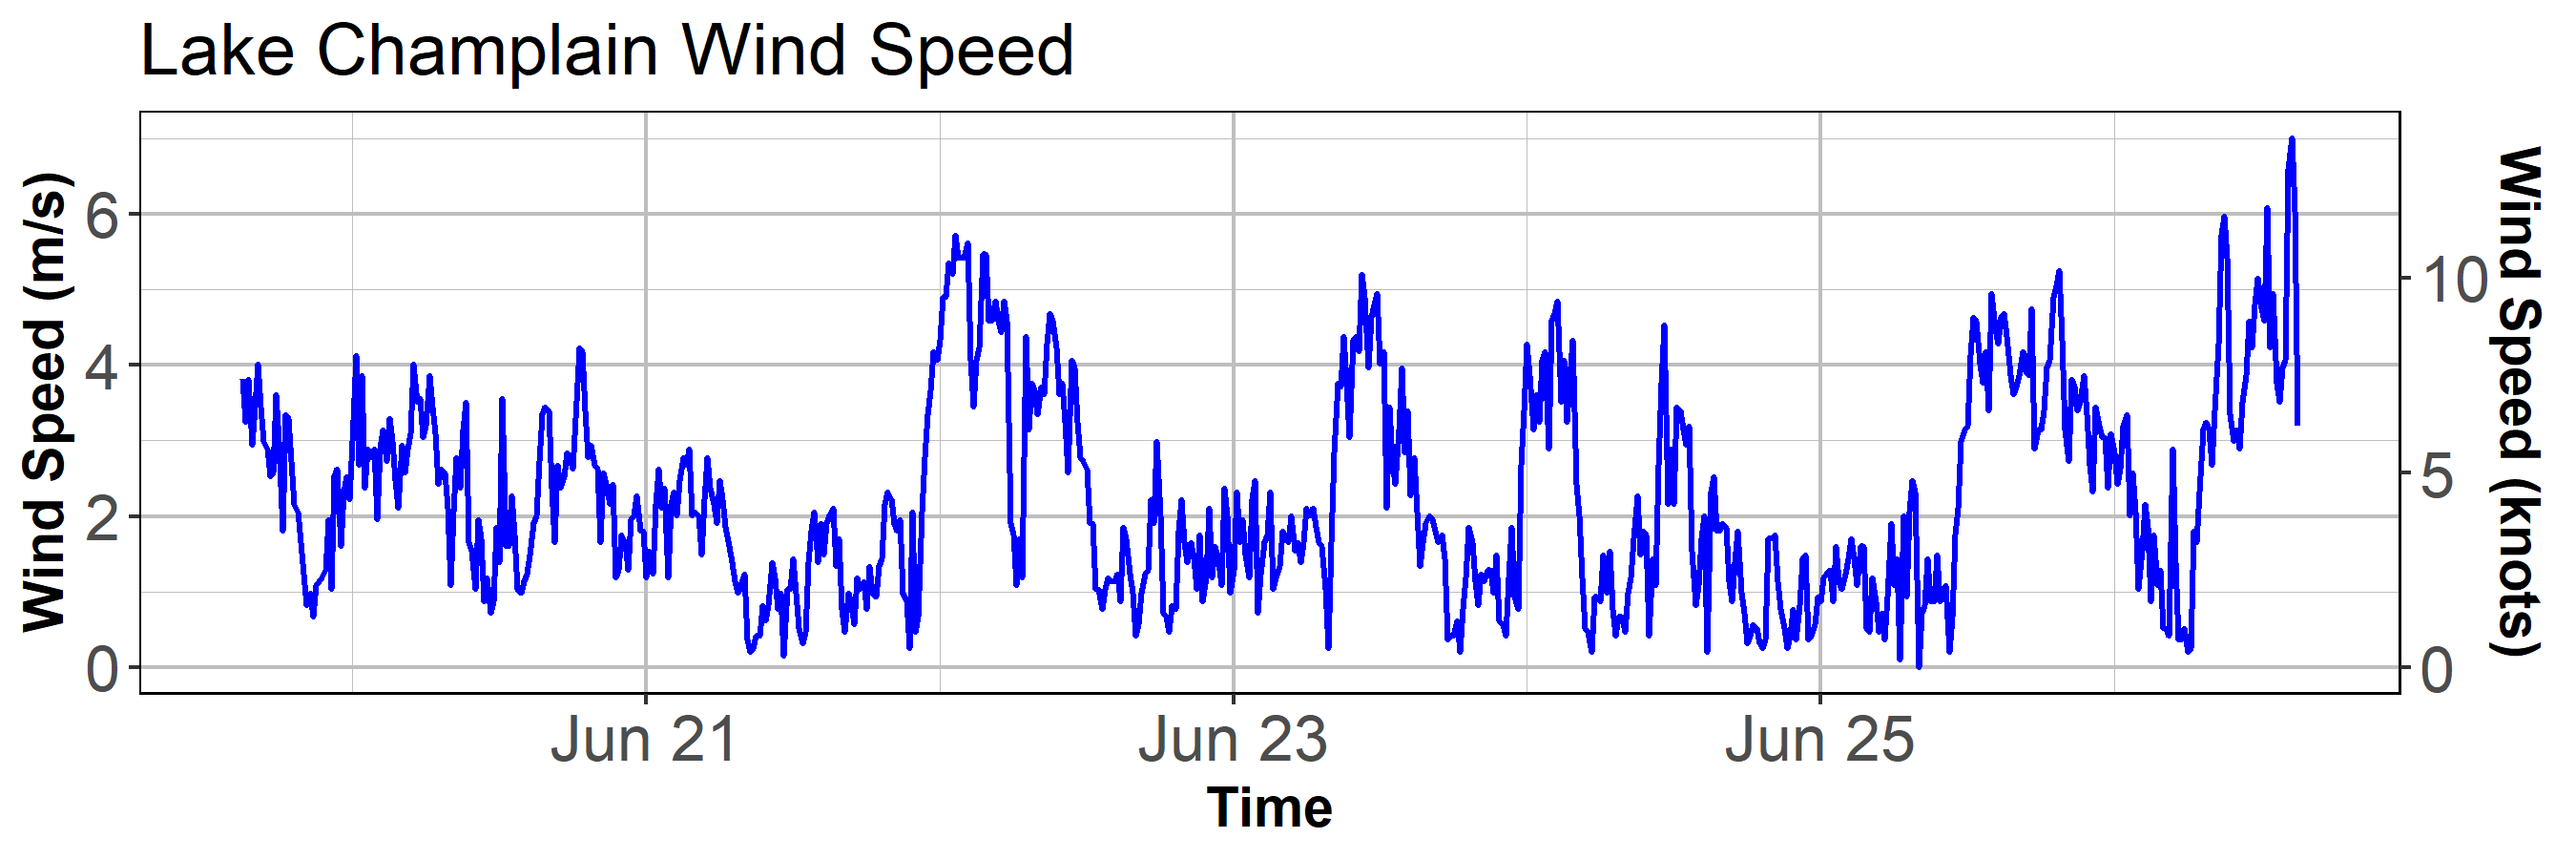 Lake Champlain Wind Speed
Wind Speed (m/s)
6
4
2
0
10
5
0
Wind Speed (knots)
Jun 21
Jun 23
Jun 25
Time